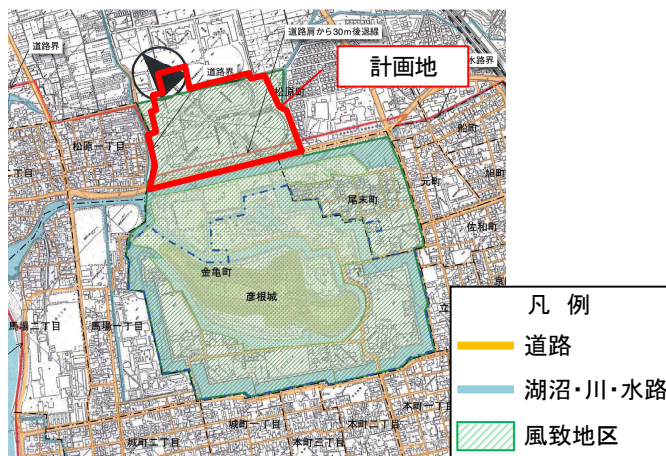 道路界
道路肩から30m後退線
計画地
道路界
水路界
松原町
松原一丁目
船町
元町
旭町
尾末町
佐和町
金亀町
彦根城
馬場二丁目
馬場一丁目
立
城町一丁目
本町一丁目
城町二丁目
本町二丁目
本町三丁目
凡 例
道路
湖沼・川・水路
風致地区